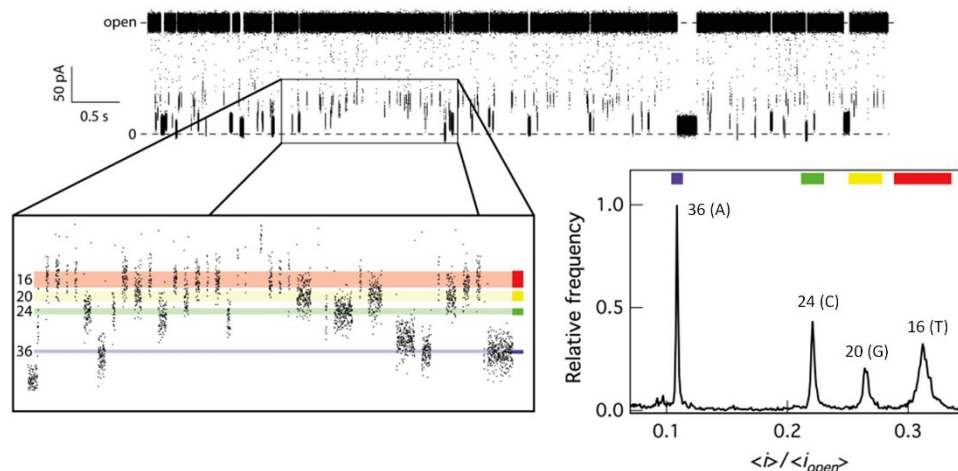 open
50 pA
0.5 s
0
16
20
24
36
Relative frequency
1.0
0.5
0.0
36 (A)
24 (C)
20 (G)
16 (T)
0.1 0.2 0.3
<i>/<i_open>